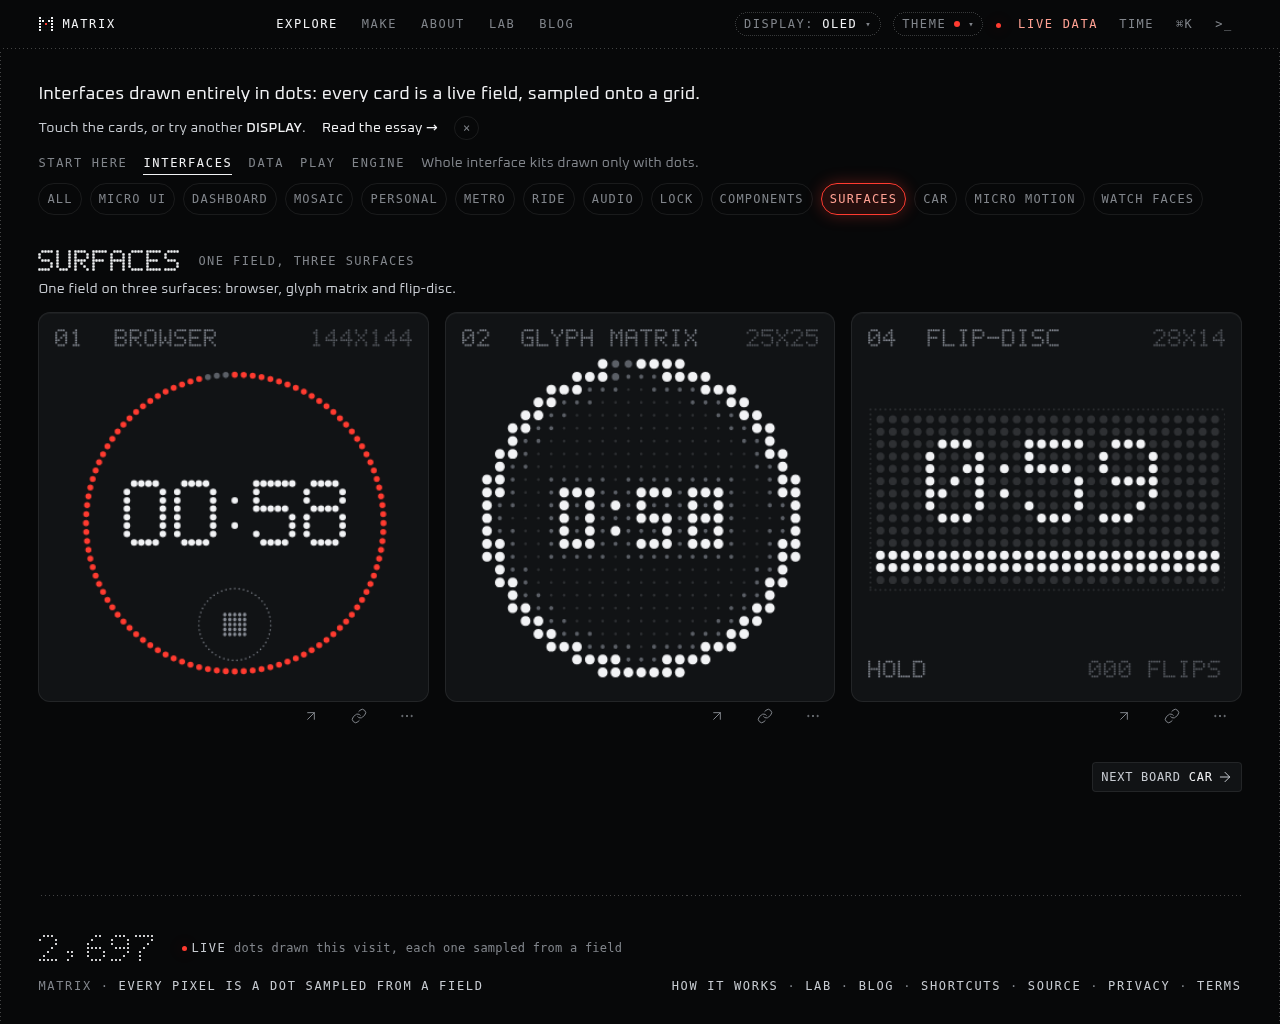 MATRIX EXPLORE MAKE ABOUT LAB BLOG DISPLAY: OLED ▾ THEME ● ▾ ● LIVE DATA TIME ⌘K >_
Interfaces drawn entirely in dots: every card is a live field, sampled onto a grid.
Touch the cards, or try another DISPLAY. Read the essay → ×
START HERE INTERFACES DATA PLAY ENGINE Whole interface kits drawn only with dots.
ALL MICRO UI DASHBOARD MOSAIC PERSONAL METRO RIDE AUDIO LOCK COMPONENTS SURFACES CAR MICRO MOTION WATCH FACES
SURFACES ONE FIELD, THREE SURFACES
One field on three surfaces: browser, glyph matrix and flip-disc.
01 BROWSER 144X144
00:58
02 GLYPH MATRIX 25X25
0:58
04 FLIP-DISC 28X14
0:59
HOLD 000 FLIPS
NEXT BOARD CAR →
2,697 ● LIVE dots drawn this visit, each one sampled from a field
MATRIX · EVERY PIXEL IS A DOT SAMPLED FROM A FIELD HOW IT WORKS · LAB · BLOG · SHORTCUTS · SOURCE · PRIVACY · TERMS